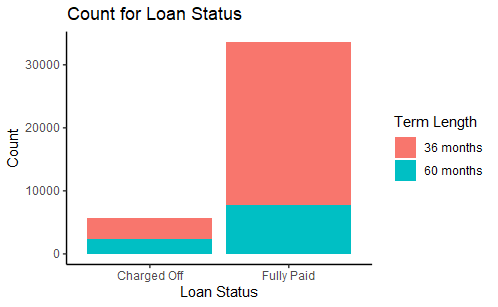 Count for Loan Status
30000
20000
10000
0
Count
Charged Off
Fully Paid
Loan Status
Term Length
36 months
60 months